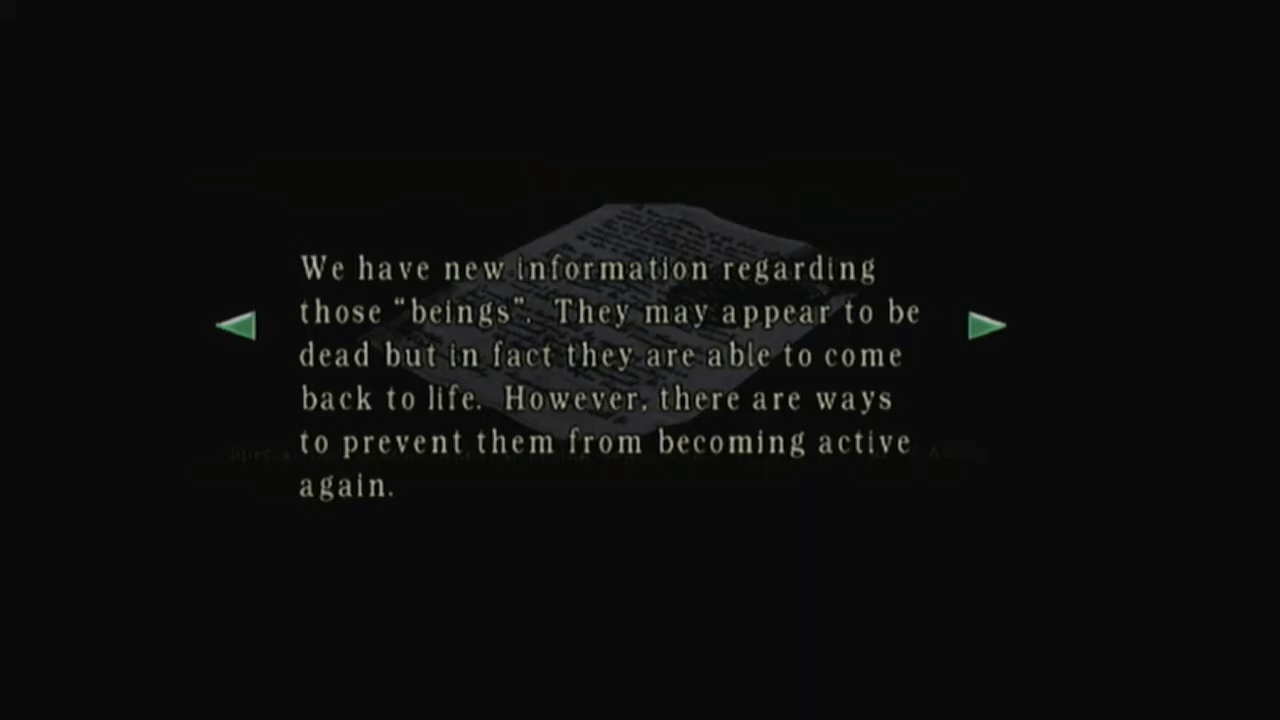 We have new information regarding
those “beings”. They may appear to be
dead but in fact they are able to come
back to life. However, there are ways
to prevent them from becoming active
again.